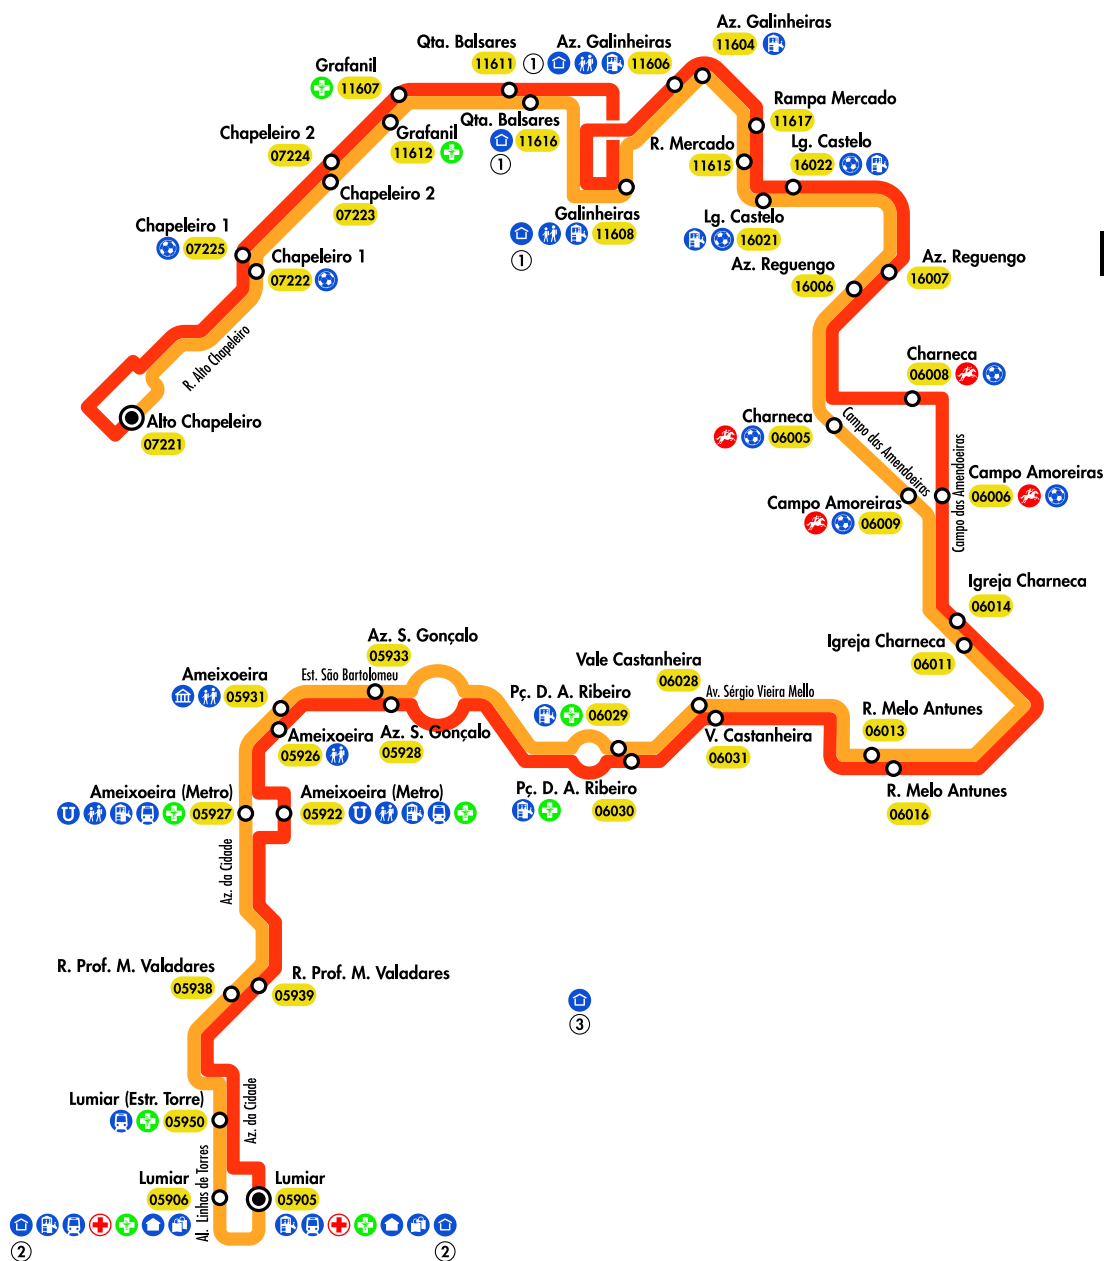 Az. Galinheiras
11604
Qta. Balsares
11611
1
Az. Galinheiras
11606
Grafanil
11607
Rampa Mercado
11617
Qta. Balsares
11616
1
Grafanil
11612
Chapeleiro 2
07224
R. Mercado
11615
Lg. Castelo
16022
Chapeleiro 2
07223
Galinheiras
11608
1
Lg. Castelo
16021
Chapeleiro 1
07225
Chapeleiro 1
07222
Az. Reguengo
16006
Az. Reguengo
16007
R. Alto Chapeleiro
Alto Chapeleiro
07221
Charneca
06008
Charneca
06005
Campo das Amendoeiras
Campo das Amendoeiras
Campo Amoreiras
06006
Campo Amoreiras
06009
Igreja Charneca
06014
Igreja Charneca
06011
Az. S. Gonçalo
05933
Est. São Bartolomeu
Ameixoeira
05931
Vale Castanheira
06028
Av. Sérgio Vieira Mello
Pç. D. A. Ribeiro
06029
R. Melo Antunes
06013
Ameixoeira
05926
Az. S. Gonçalo
05928
V. Castanheira
06031
Pç. D. A. Ribeiro
06030
R. Melo Antunes
06016
Ameixoeira (Metro)
05927
Ameixoeira (Metro)
05922
Az. da Cidade
R. Prof. M. Valadares
05938
R. Prof. M. Valadares
05939
3
Lumiar (Estr. Torre)
05950
Az. da Cidade
Al. Linhas de Torres
Lumiar
05906
Lumiar
05905
2
2